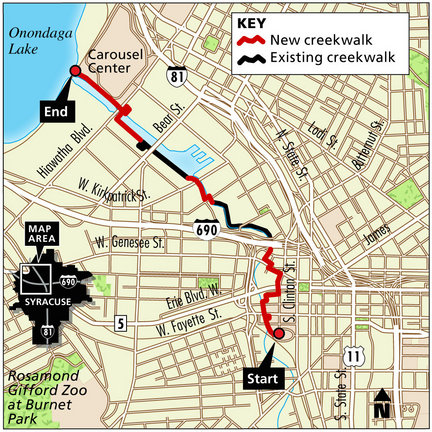 KEY
New creekwalk
Existing creekwalk
Onondaga
Lake
Carousel
Center
81
End
Bear St.
Hiawatha Blvd.
Lodi St.
Butternut St.
N. State St.
W. Kirkpatrick St.
James
690
W. Genesee St.
MAP
AREA
690
SYRACUSE
81
S. Clinton St.
Erie Blvd. W.
5
W. Fayette St.
11
Start
S. State St.
Rosamond
Gifford Zoo
at Burnet
Park
N